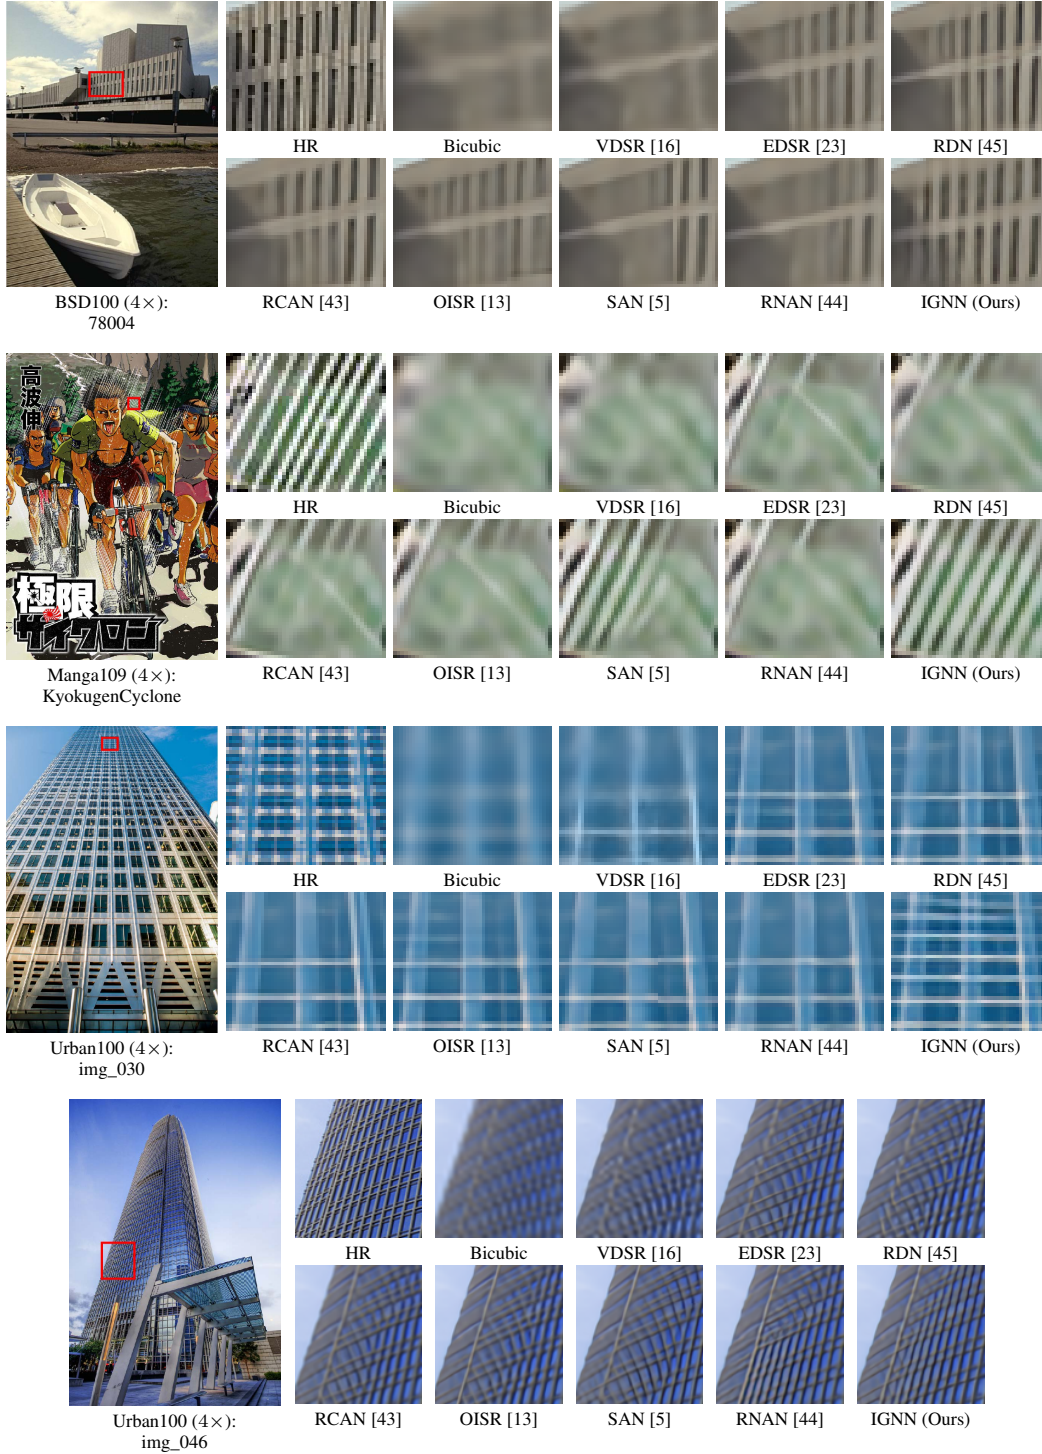 HR Bicubic VDSR [16] EDSR [23] RDN [45]
RCAN [43] OISR [13] SAN [5] RNAN [44] IGNN (Ours)
BSD100 (4×):
78004
高波伸
極限
サイクロン
HR Bicubic VDSR [16] EDSR [23] RDN [45]
RCAN [43] OISR [13] SAN [5] RNAN [44] IGNN (Ours)
Manga109 (4×):
KyokugenCyclone
HR Bicubic VDSR [16] EDSR [23] RDN [45]
RCAN [43] OISR [13] SAN [5] RNAN [44] IGNN (Ours)
Urban100 (4×):
img_030
HR Bicubic VDSR [16] EDSR [23] RDN [45]
RCAN [43] OISR [13] SAN [5] RNAN [44] IGNN (Ours)
Urban100 (4×):
img_046